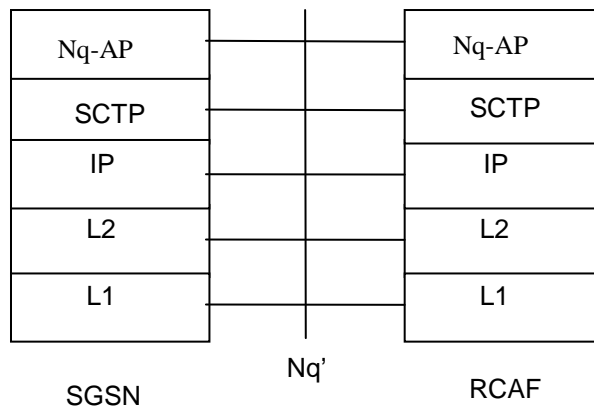 Nq-AP
SCTP
IP
L2
L1
SGSN
Nq’
Nq-AP
SCTP
IP
L2
L1
RCAF